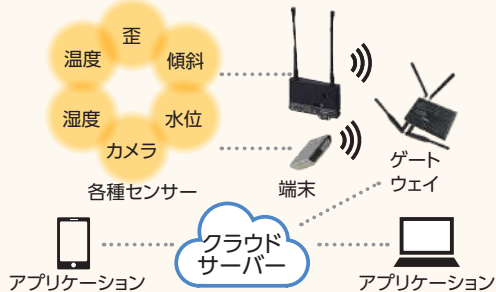 歪
温度
傾斜
湿度
水位
カメラ
各種センサー
端末
ゲート
ウェイ
クラウド
サーバー
アプリケーション
アプリケーション